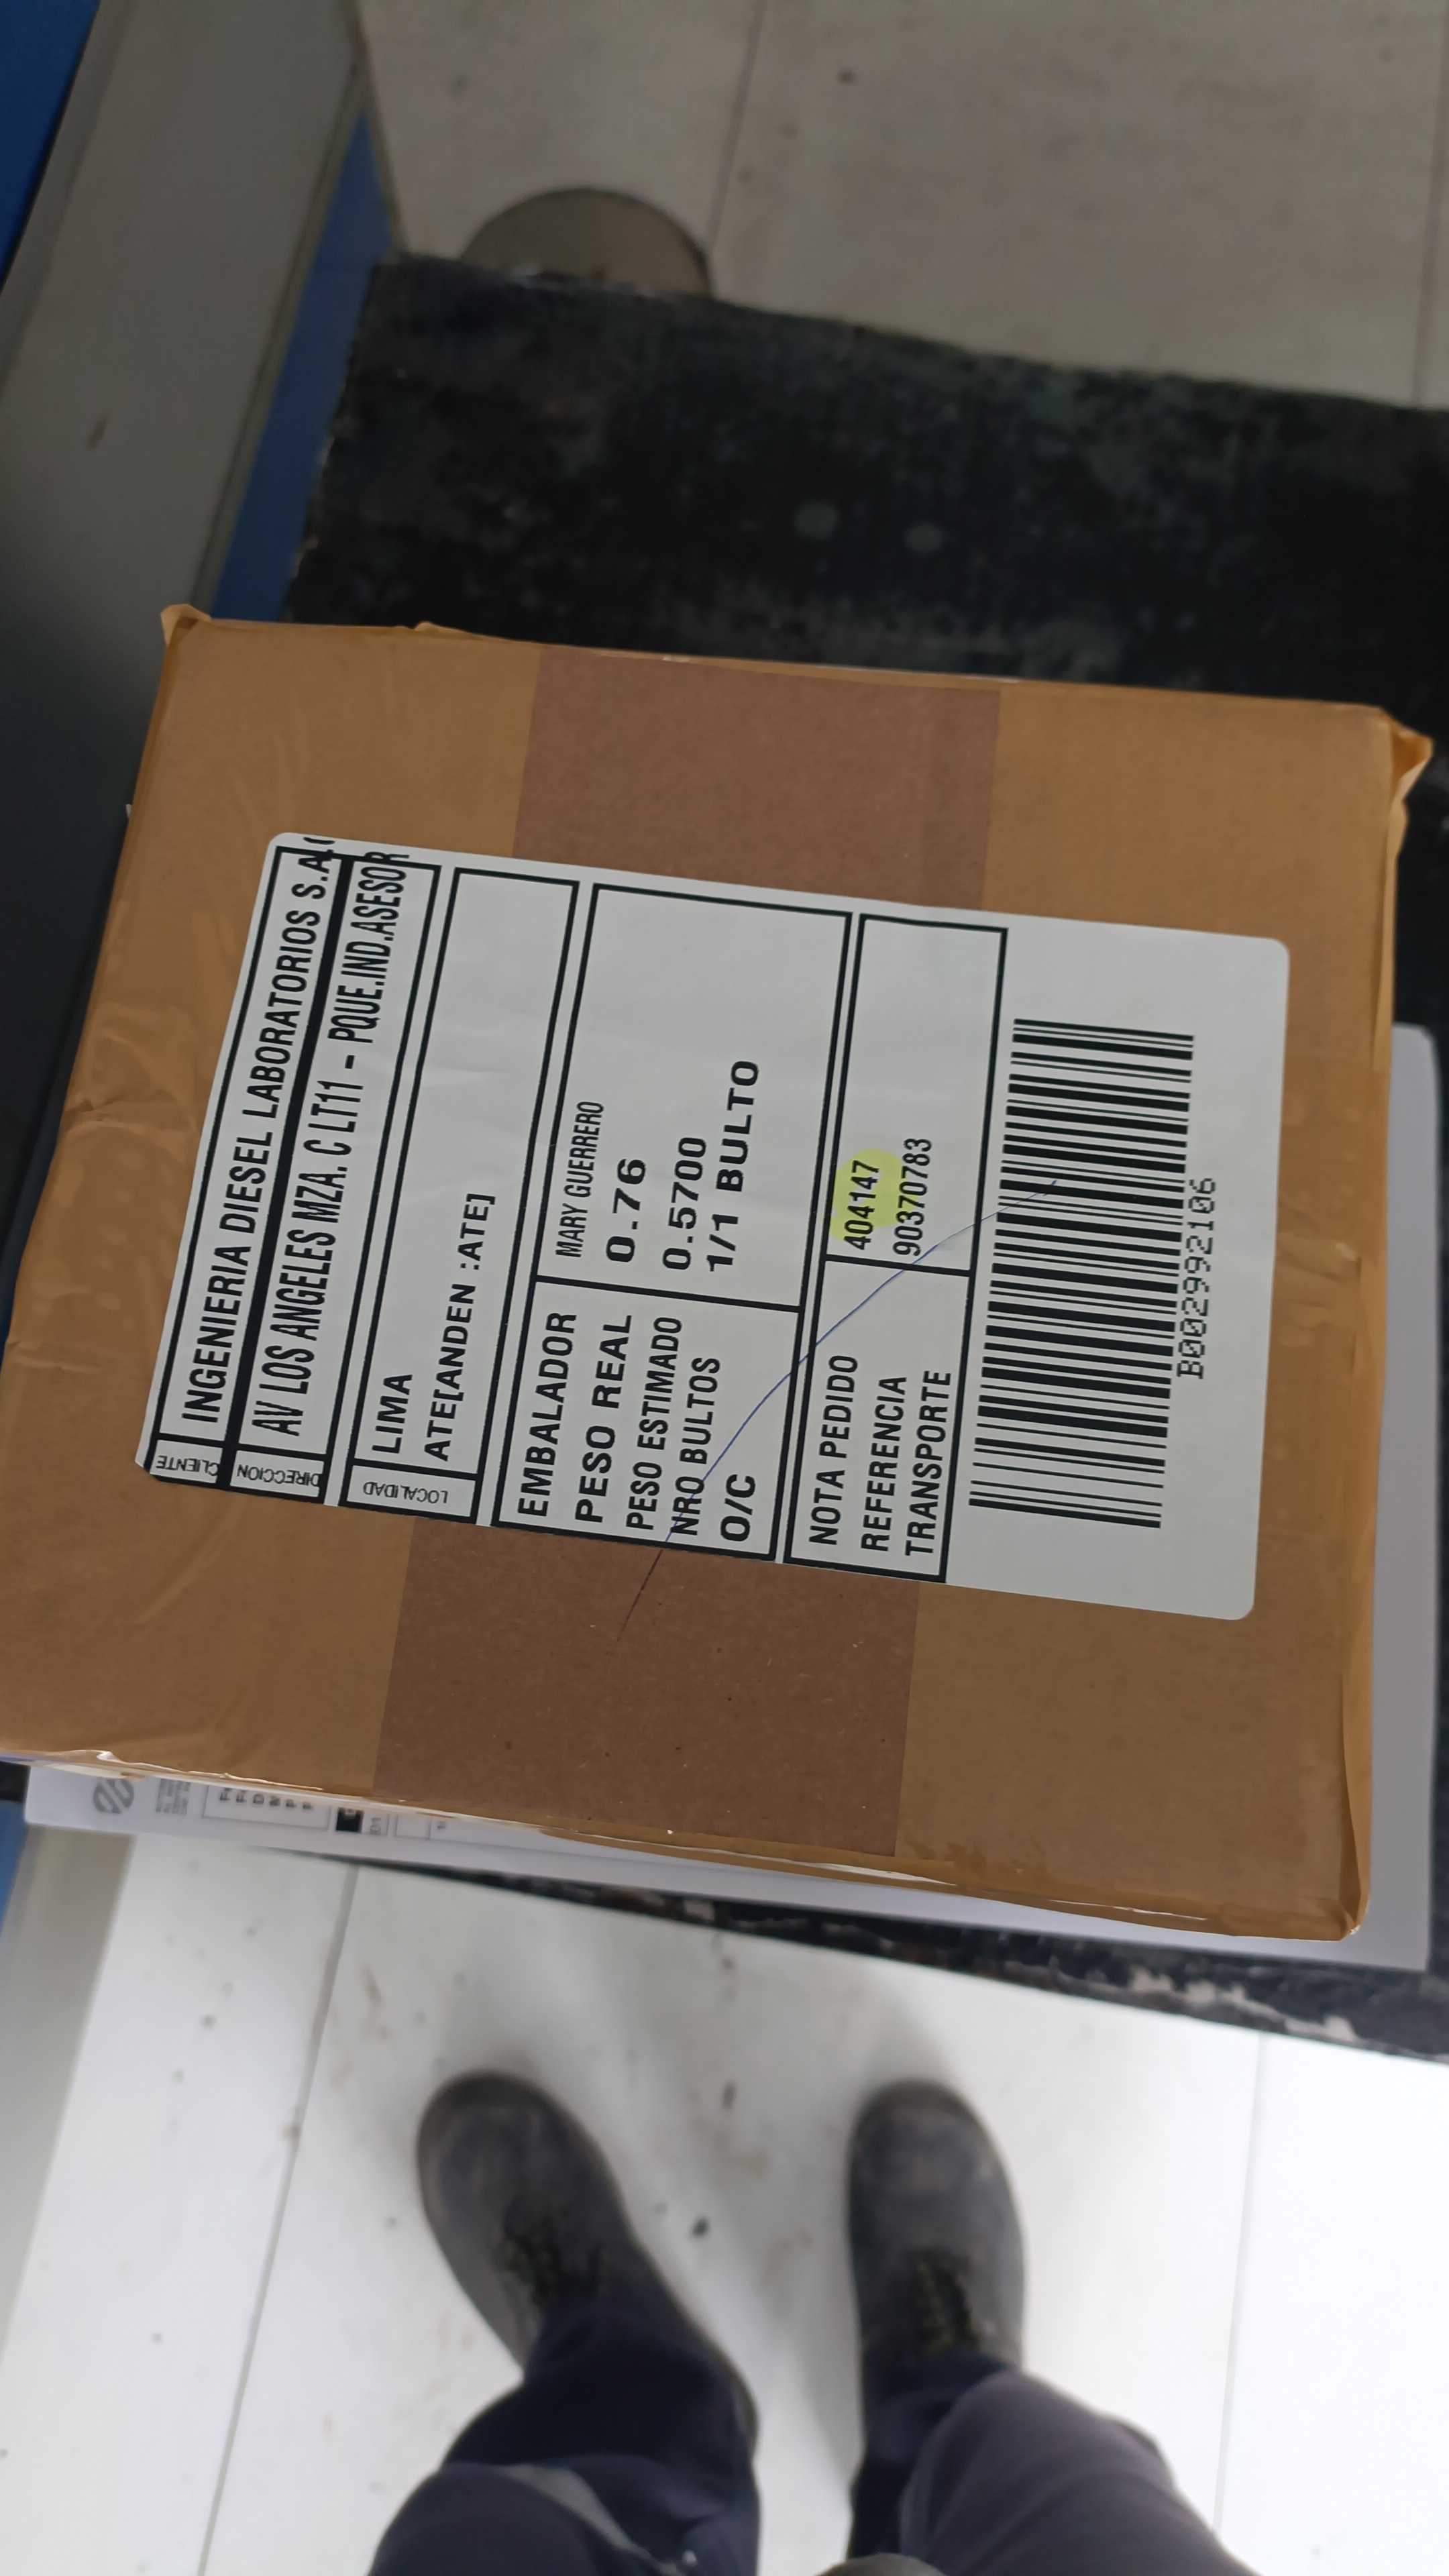 CLIENTE INGENIERIA DIESEL LABORATORIOS S.A.
DIRECCION AV LOS ANGELES MZA. C LT11 - PQUE.IND.ASESOR
LOCALIDAD LIMA
ATE[ANDEN :ATE]
EMBALADOR MARY GUERRERO
PESO REAL 0.76
PESO ESTIMADO 0.5700
NRO BULTOS 1/1 BULTO
O/C
NOTA PEDIDO 404147
REFERENCIA 90370783
TRANSPORTE
B002992106